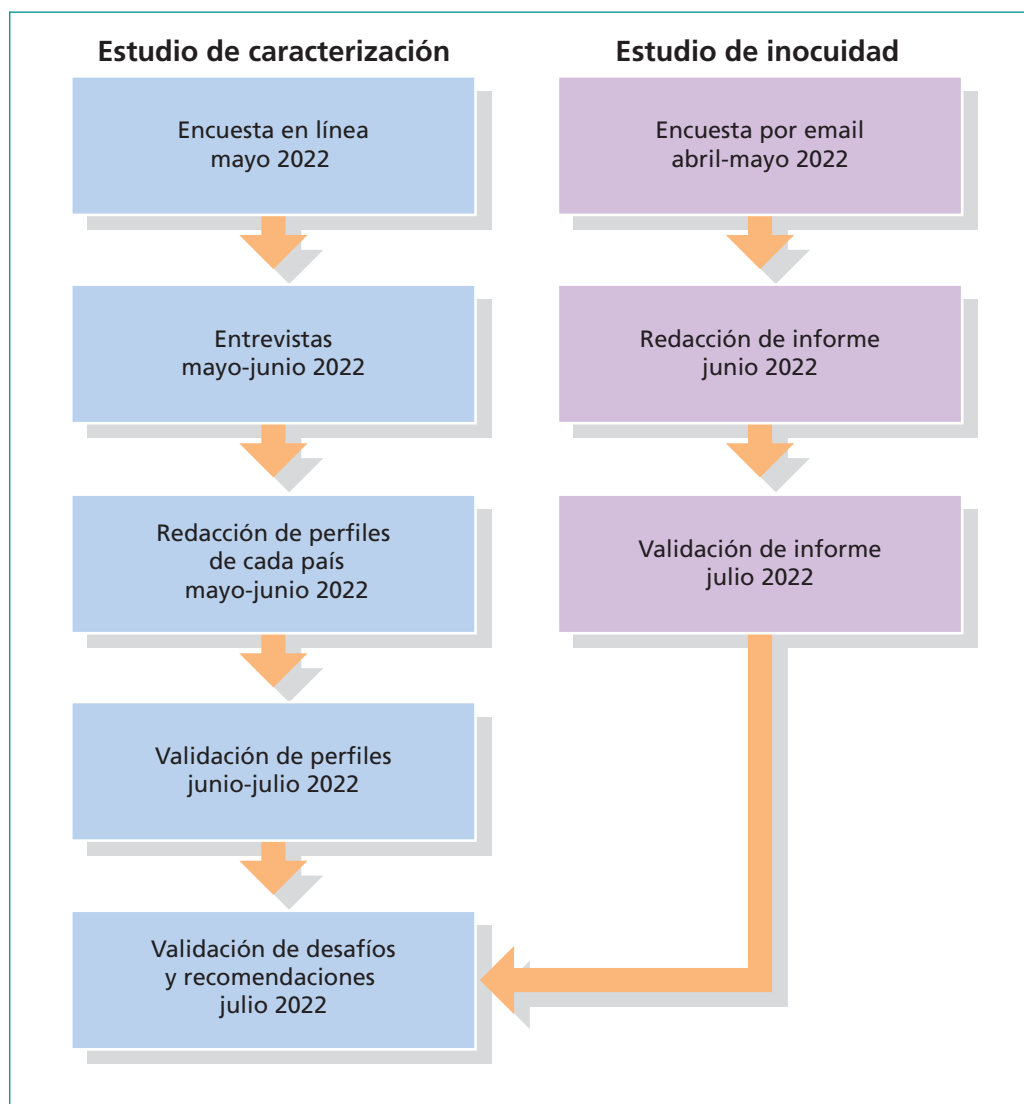 Estudio de caracterización
Encuesta en línea
mayo 2022
Entrevistas
mayo-junio 2022
Redacción de perfiles
de cada país
mayo-junio 2022
Validación de perfiles
junio-julio 2022
Validación de desafíos
y recomendaciones
julio 2022
Estudio de inocuidad
Encuesta por email
abril-mayo 2022
Redacción de informe
junio 2022
Validación de informe
julio 2022